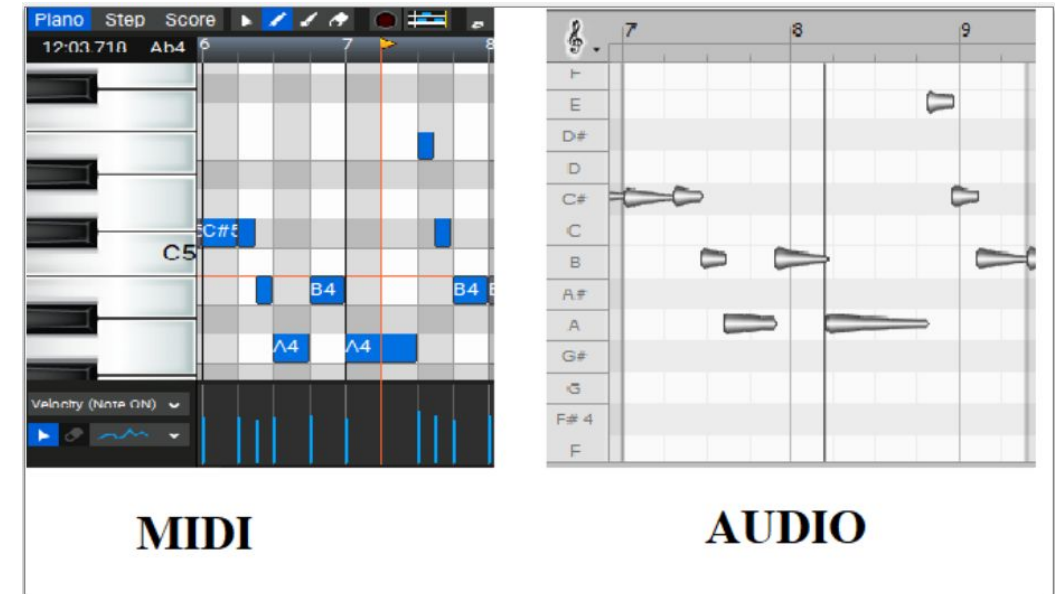 Piano Step Score
12:03.718 Ab4 6 7 8
C#5
C5
B4 B4
A4 A4
Velocity (Note ON)
7 8 9
F
E
D#
D
C#
C
B
A#
A
G#
G
F# 4
F
MIDI
AUDIO